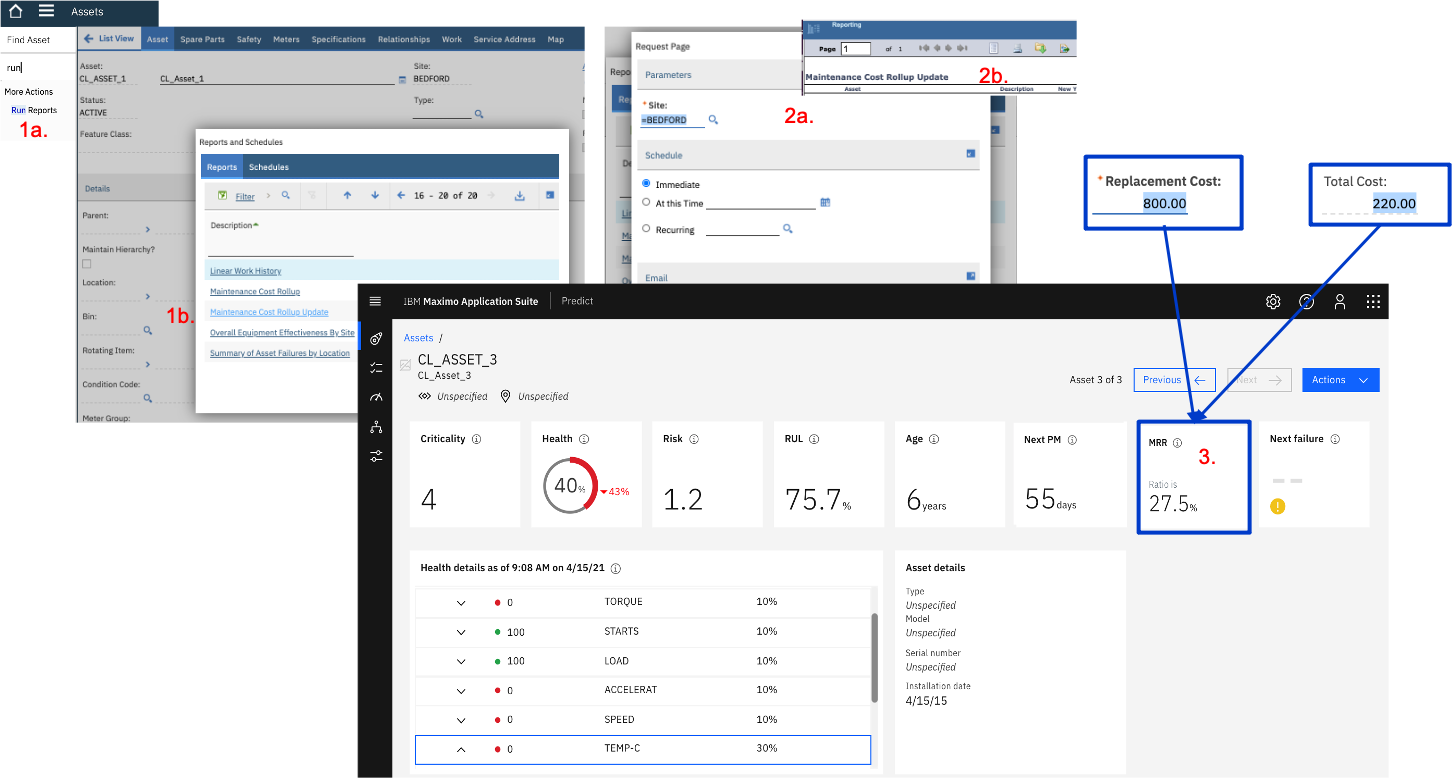 Assets
Find Asset
run
More Actions
Run Reports
1a.
List View Asset Spare Parts Safety Meters Specifications Relationships Work Service Address Map
Asset:
CL_ASSET_1
CL_Asset_1
Site:
BEDFORD
Status:
ACTIVE
Type:
Feature Class:
Details
Parent:
Maintain Hierarchy?
Location:
Bin:
Rotating Item:
Condition Code:
Meter Group:
1b.
Reports and Schedules
Reports Schedules
Filter 16 - 20 of 20
Description
Linear Work History
Maintenance Cost Rollup
Maintenance Cost Rollup Update
Overall Equipment Effectiveness By Site
Summary of Asset Failures by Location
Request Page
Parameters
* Site:
=BEDFORD
2a.
Schedule
Immediate
At this Time
Recurring
Email
Reporting
Page 1 of 1
Maintenance Cost Rollup Update
2b.
Asset Description New Y
* Replacement Cost:
800.00
Total Cost:
220.00
IBM Maximo Application Suite Predict
Assets /
CL_ASSET_3
CL_Asset_3
Unspecified Unspecified
Asset 3 of 3 Previous Next Actions
Criticality
4
Health
40%
43%
Risk
1.2
RUL
75.7%
Age
6years
Next PM
55days
MRR
3.
Ratio is
27.5%
Next failure
-- --
Health details as of 9:08 AM on 4/15/21
0 TORQUE 10%
100 STARTS 10%
100 LOAD 10%
0 ACCELERAT 10%
0 SPEED 10%
0 TEMP-C 30%
Asset details
Type
Unspecified
Model
Unspecified
Serial number
Unspecified
Installation date
4/15/15